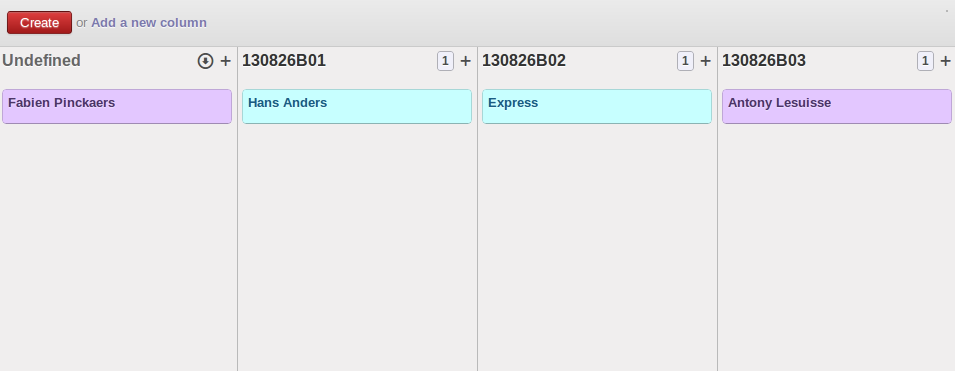 Create or Add a new column
Undefined + 130826B01 1 + 130826B02 1 + 130826B03 1 +
Fabien Pinckaers Hans Anders Express Antony Lesuisse